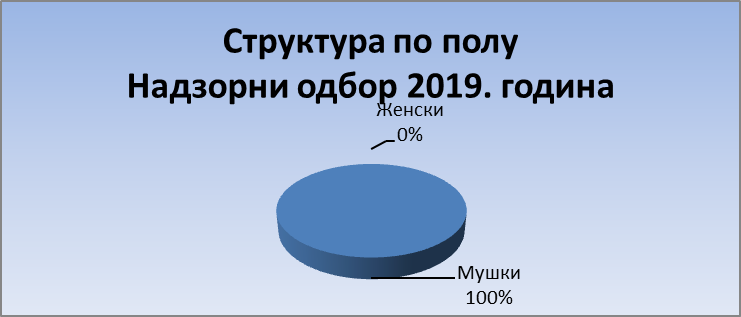 Структура по полу
Надзорни одбор 2019. година
Женски
0%
Мушки
100%